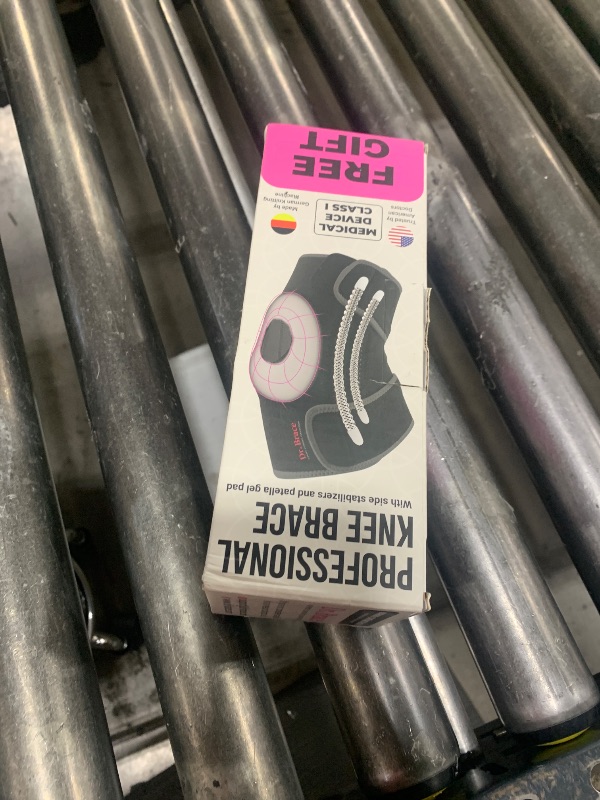 PROFESSIONAL
KNEE BRACE
With side stabilizers and patella gel pad
Dr. Brace
Trusted by
American
Doctors
MEDICAL
DEVICE
CLASS I
Made by
German Knitting
Machine
FREE
GIFT